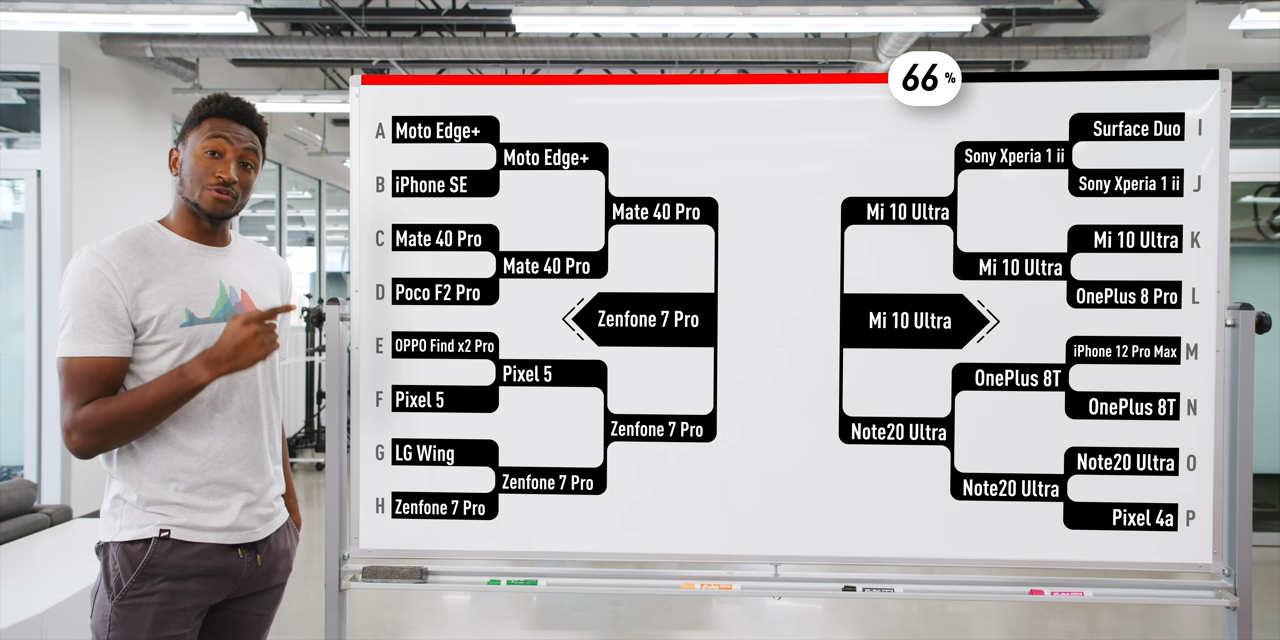 66 %
A Moto Edge+
B iPhone SE
C Mate 40 Pro
D Poco F2 Pro
E OPPO Find x2 Pro
F Pixel 5
G LG Wing
H Zenfone 7 Pro
Moto Edge+
Mate 40 Pro
Pixel 5
Zenfone 7 Pro
Mate 40 Pro
Zenfone 7 Pro
Zenfone 7 Pro
Mi 10 Ultra
Mi 10 Ultra
Note20 Ultra
Sony Xperia 1 ii
Mi 10 Ultra
OnePlus 8T
Note20 Ultra
Surface Duo I
Sony Xperia 1 ii J
Mi 10 Ultra K
OnePlus 8 Pro L
iPhone 12 Pro Max M
OnePlus 8T N
Note20 Ultra O
Pixel 4a P